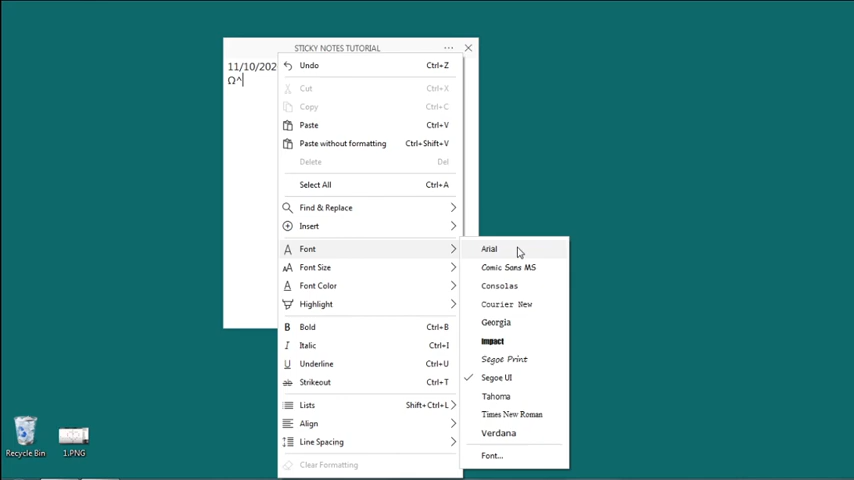 STICKY NOTES TUTORIAL
11/10/202
Ω^
Undo Ctrl+Z
Cut Ctrl+X
Copy Ctrl+C
Paste Ctrl+V
Paste without formatting Ctrl+Shift+V
Delete Del
Select All Ctrl+A
Find & Replace
Insert
Font
Font Size
Font Color
Highlight
Bold Ctrl+B
Italic Ctrl+I
Underline Ctrl+U
Strikeout Ctrl+T
Lists Shift+Ctrl+L
Align
Line Spacing
Clear Formatting
Arial
Comic Sans MS
Consolas
Courier New
Georgia
Impact
Segoe Print
Segoe UI
Tahoma
Times New Roman
Verdana
Font...
Recycle Bin
1.PNG